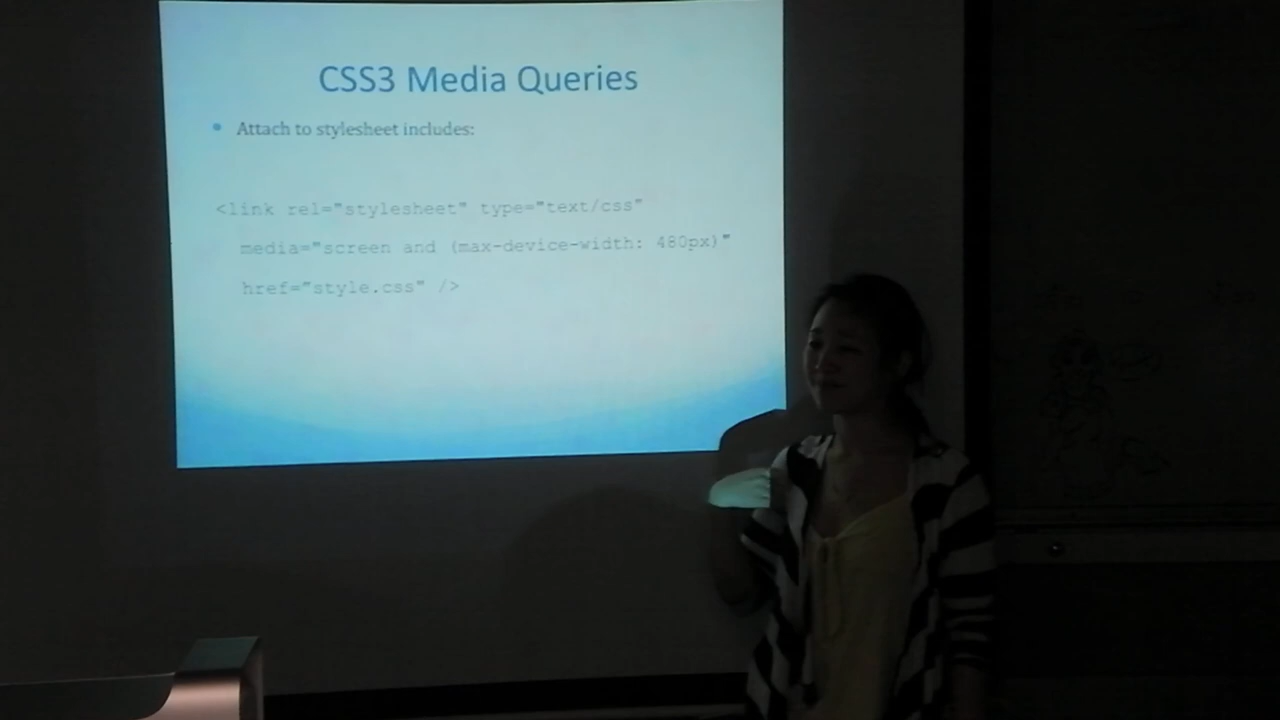 CSS3 Media Queries
• Attach to stylesheet includes:
<link rel="stylesheet" type="text/css"
media="screen and (max-device-width: 480px)"
href="style.css" />